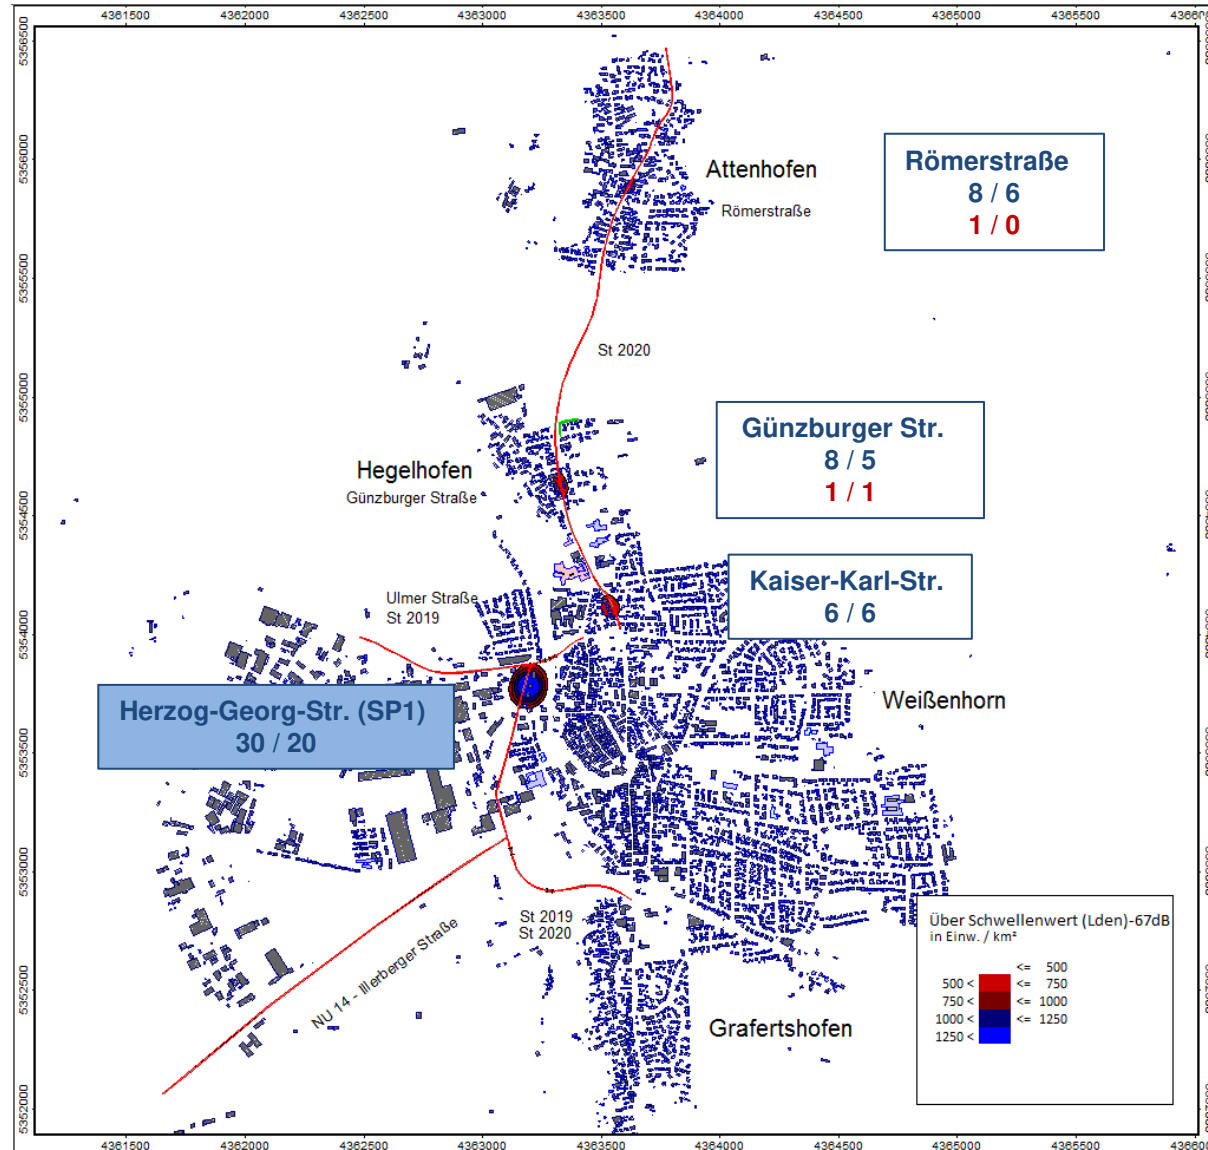 4361500 4362000 4362500 4363000 4363500 4364000 4364500 4365000 4365500
5356500
5356000
5355500
5355000
5354500
5354000
5353500
5353000
5352500
5352000
Attenhofen
Römerstraße
Römerstraße
8 / 6
1 / 0
St 2020
Günzburger Str.
8 / 5
1 / 1
Hegelhofen
Günzburger Straße
Kaiser-Karl-Str.
6 / 6
Ulmer Straße
St 2019
Herzog-Georg-Str. (SP1)
30 / 20
Weißenhorn
St 2019
St 2020
NU 14 - Illerberger Straße
Grafertshofen
Über Schwellenwert (Lden)-67dB
in Einw. / km²
<= 500
500 < <= 750
750 < <= 1000
1000 < <= 1250
1250 <
4361500 4362000 4362500 4363000 4363500 4364000 4364500 4365000 4365500